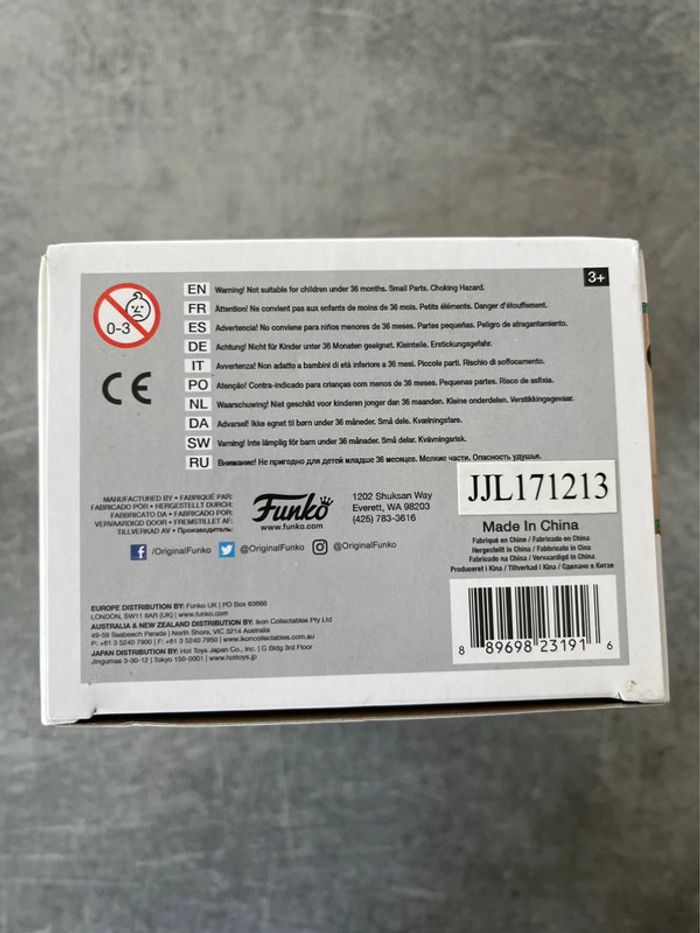 3+
0-3
EN Warning! Not suitable for children under 36 months. Small Parts. Choking Hazard.
FR Attention! Ne convient pas aux enfants de moins de 36 mois. Petits éléments. Danger d'étouffement.
ES Advertencia! No conviene para niños menores de 36 meses. Partes pequeñas. Peligro de atragantamiento.
DE Achtung! Nicht für Kinder unter 36 Monaten geeignet. Kleinteile. Erstickungsgefahr.
IT Avvertenza! Non adatto a bambini di età inferiore a 36 mesi. Piccole parti. Rischio di soffocamento.
PO Atenção! Contra-indicado para crianças com menos de 36 meses. Pequenas partes. Risco de asfixia.
NL Waarschuwing! Niet geschikt voor kinderen jonger dan 36 maanden. Kleine onderdelen. Verstikkingsgevaar.
DA Advarsel! Ikke egnet til børn under 36 måneder. Små dele. Kvælningsfare.
SW Varning! Inte lämplig för barn under 36 månader. Små delar. Kvävningsrisk.
RU Внимание! Не пригодно для детей младше 36 месяцев. Мелкие части. Опасность удушья.
CE
MANUFACTURED BY • FABRIQUÉ PAR:
FABRICADO POR • HERGESTELLT DURCH:
FABBRICATO DA • FABRICADO POR:
VERVAARDIGD DOOR • FREMSTILLET AF:
TILLVERKAD AV • Производитель:
Funko
www.funko.com
1202 Shuksan Way
Everett, WA 98203
(425) 783-3616
JJL171213
/OriginalFunko @OriginalFunko @OriginalFunko
Made In China
Fabriqué en Chine / Fabricado en China
Hergestellt in China / Fabbricato in Cina
Fabricado na China / Vervaardigd in China
Produceret i Kina / Tillverkad i Kina / Сделано в Китае
EUROPE DISTRIBUTION BY: Funko UK | PO Box 63668
LONDON, SW11 9AR (UK) | www.funko.com
AUSTRALIA & NEW ZEALAND DISTRIBUTION BY: Ikon Collectables Pty Ltd
49-59 Seabeach Parade | North Shore, VIC 3214 Australia
P: +61 3 5240 7900 | F: +61 3 5240 7950 | www.ikoncollectables.com.au
JAPAN DISTRIBUTION BY: Hot Toys Japan Co., Inc. | G Bldg 3rd Floor
Jingumae 3-30-12 | Tokyo 150-0001 | www.hottoys.jp
8 89698 23191 6